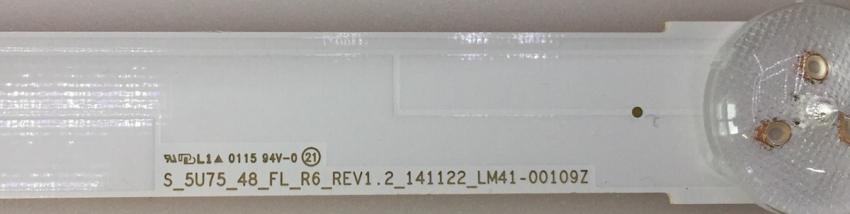 L1▲ 0115 94V-0 21
S_5U75_48_FL_R6_REV1.2_141122_LM41-00109Z